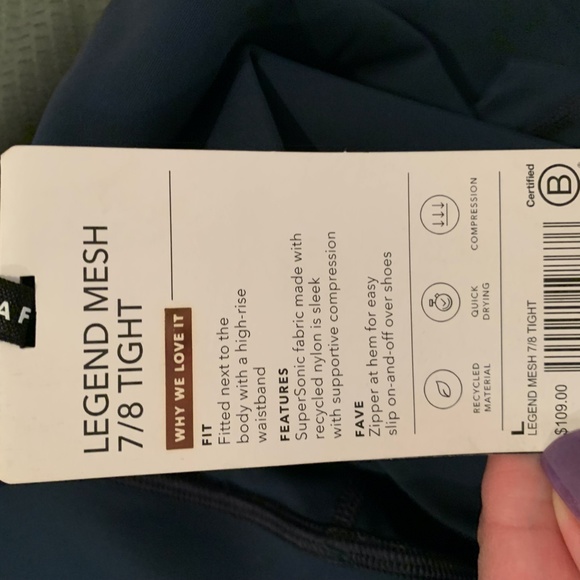 A F
LEGEND MESH
7/8 TIGHT
WHY WE LOVE IT
FIT
Fitted next to the
body with a high-rise
waistband
FEATURES
SuperSonic fabric made with
recycled nylon is sleek
with supportive compression
FAVE
Zipper at hem for easy
slip on-and-off over shoes
RECYCLED
MATERIAL
QUICK
DRYING
COMPRESSION
L
LEGEND MESH 7/8 TIGHT
$109.00
Certified
B